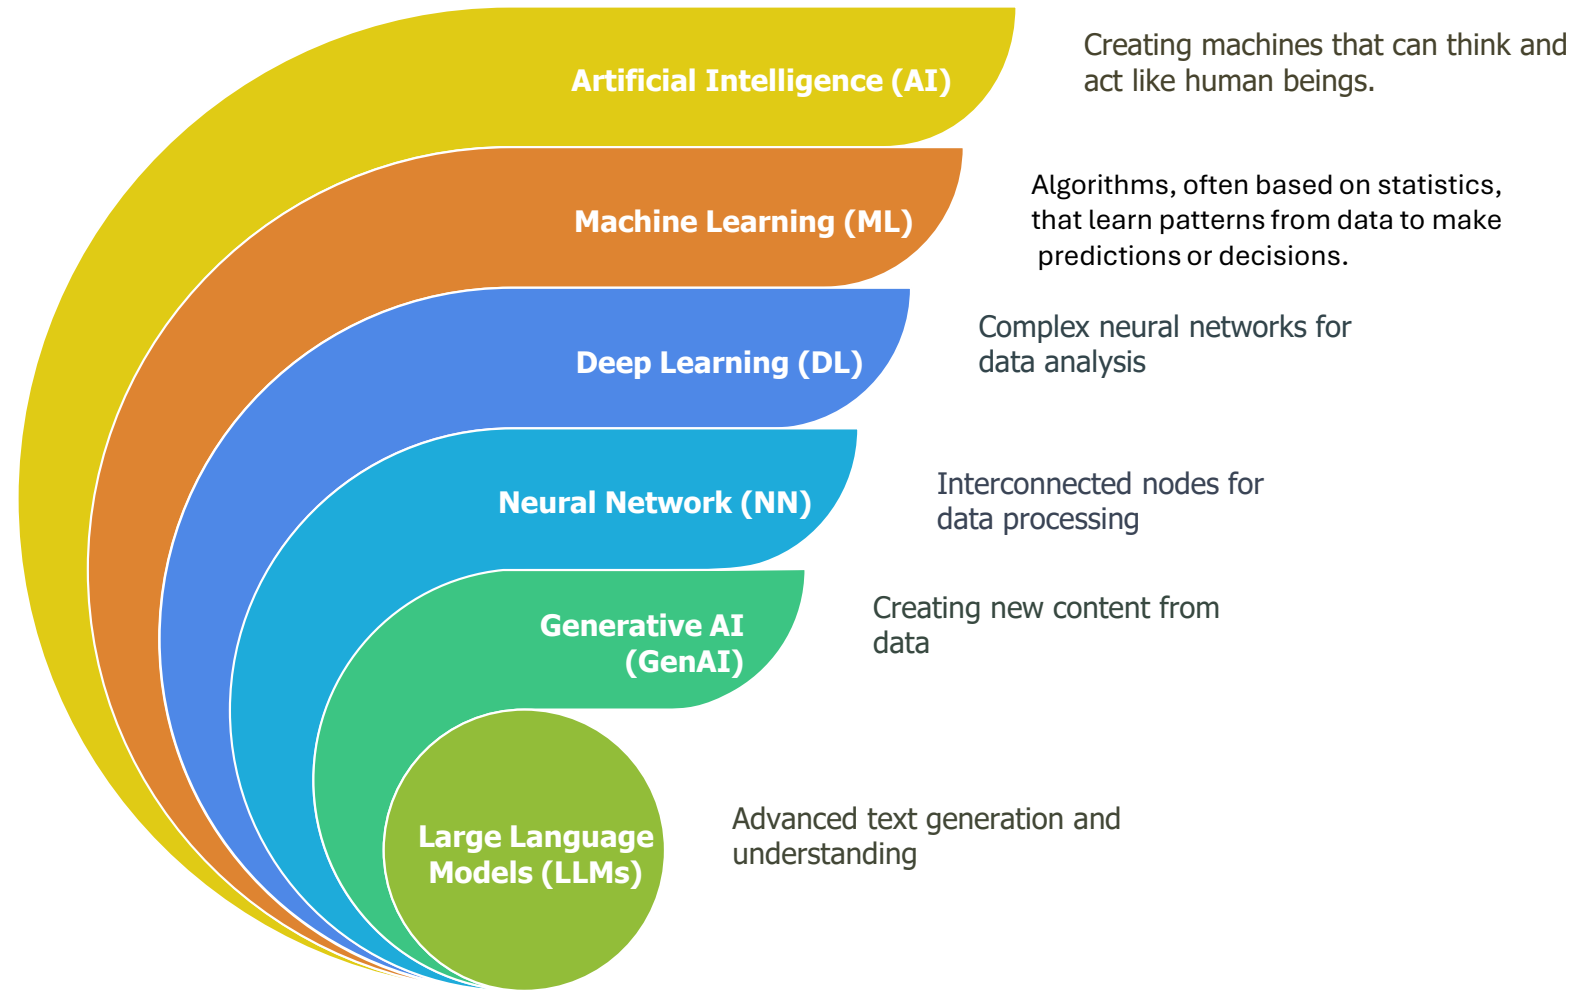 Artificial Intelligence (AI)
Creating machines that can think and
act like human beings.
Machine Learning (ML)
Algorithms, often based on statistics,
that learn patterns from data to make
predictions or decisions.
Deep Learning (DL)
Complex neural networks for
data analysis
Neural Network (NN)
Interconnected nodes for
data processing
Generative AI
(GenAI)
Creating new content from
data
Large Language
Models (LLMs)
Advanced text generation and
understanding